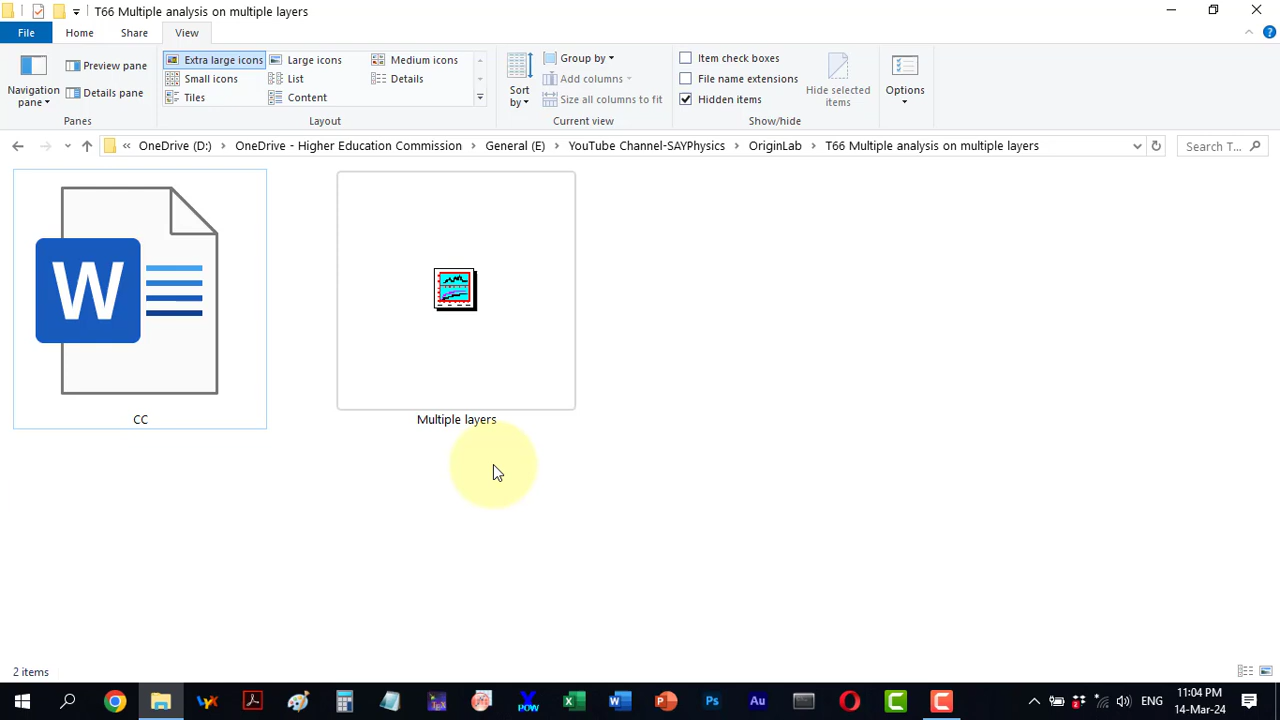 T66 Multiple analysis on multiple layers
File Home Share View
Navigation pane
Preview pane
Details pane
Panes
Extra large icons Large icons Medium icons
Small icons List Details
Tiles Content
Layout
Sort by
Group by
Add columns
Size all columns to fit
Current view
Item check boxes
File name extensions
Hidden items
Hide selected items
Show/hide
Options
« OneDrive (D:) › OneDrive - Higher Education Commission › General (E) › YouTube Channel-SAYPhysics › OriginLab › T66 Multiple analysis on multiple layers
Search T...
W
CC
Multiple layers
2 items
POW
Ps
Au
ENG
11:04 PM
14-Mar-24